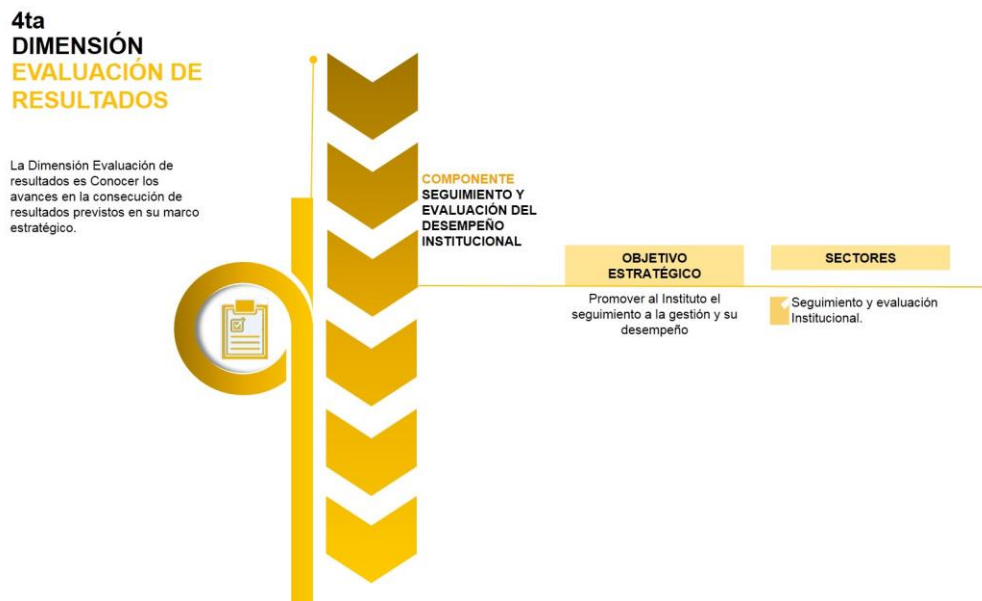 4ta
DIMENSIÓN
EVALUACIÓN DE
RESULTADOS
La Dimensión Evaluación de
resultados es Conocer los
avances en la consecución de
resultados previstos en su marco
estratégico.
COMPONENTE
SEGUIMIENTO Y
EVALUACIÓN DEL
DESEMPEÑO
INSTITUCIONAL
OBJETIVO
ESTRATÉGICO
Promover al Instituto el
seguimiento a la gestión y su
desempeño
SECTORES
Seguimiento y evaluación
Institucional.